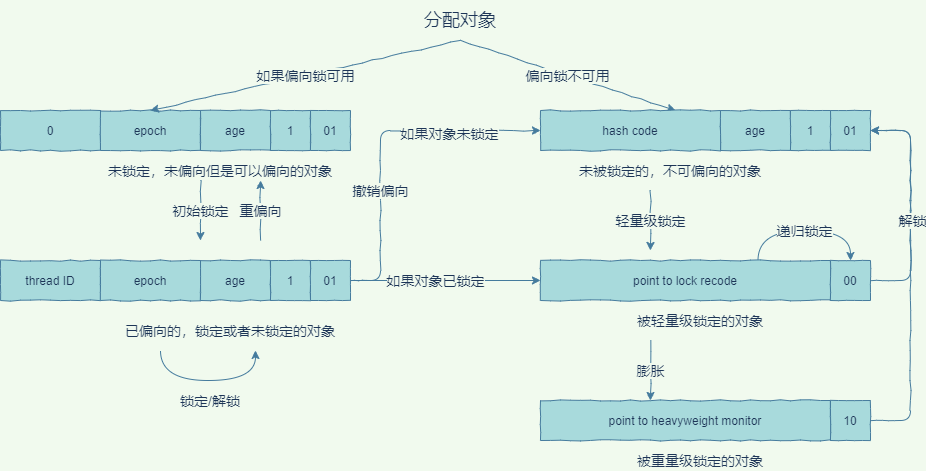 分配对象
如果偏向锁可用
偏向锁不可用
0 epoch age 1 01
hash code age 1 01
如果对象未锁定
未锁定，未偏向但是可以偏向的对象
未被锁定的，不可偏向的对象
撤销偏向
初始锁定 重偏向
轻量级锁定
递归锁定
解锁
thread ID epoch age 1 01
如果对象已锁定
point to lock recode 00
已偏向的，锁定或者未锁定的对象
被轻量级锁定的对象
锁定/解锁
膨胀
point to heavyweight monitor 10
被重量级锁定的对象